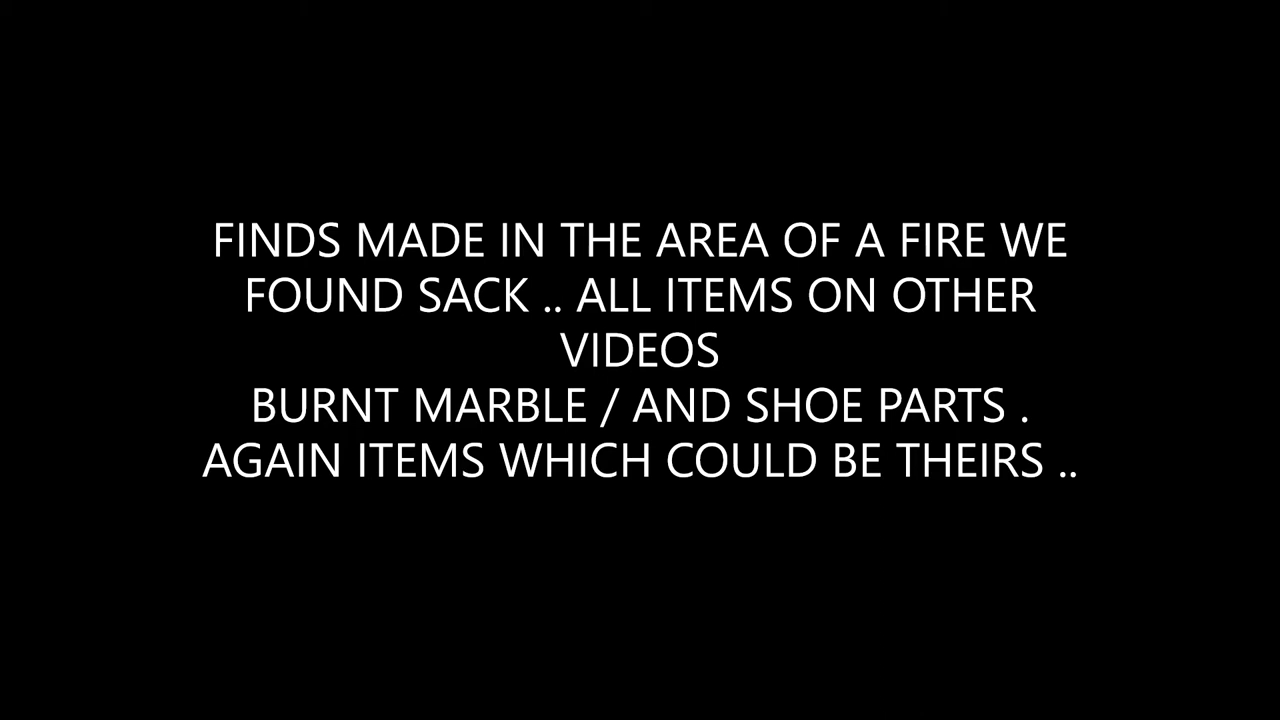 FINDS MADE IN THE AREA OF A FIRE WE
FOUND SACK .. ALL ITEMS ON OTHER
VIDEOS
BURNT MARBLE / AND SHOE PARTS .
AGAIN ITEMS WHICH COULD BE THEIRS ..